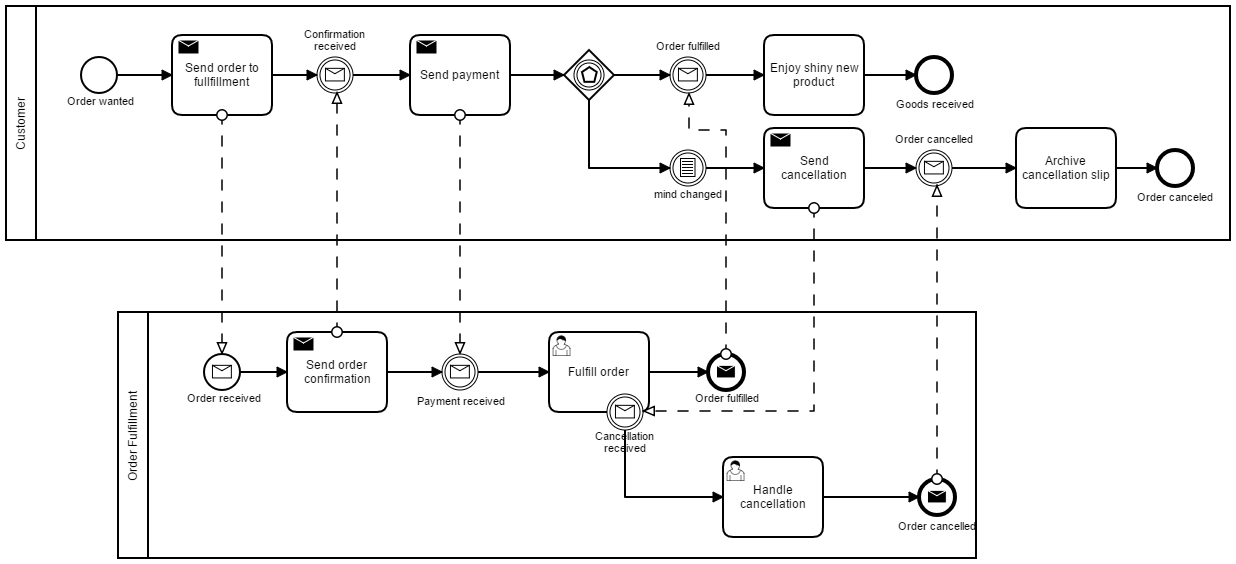 Customer
Order wanted
Send order to
fullfillment
Confirmation
received
Send payment
Order fulfilled
Enjoy shiny new
product
Goods received
mind changed
Send
cancellation
Order cancelled
Archive
cancellation slip
Order canceled
Order Fulfillment
Order received
Send order
confirmation
Payment received
Fulfill order
Cancellation
received
Order fulfilled
Handle
cancellation
Order cancelled